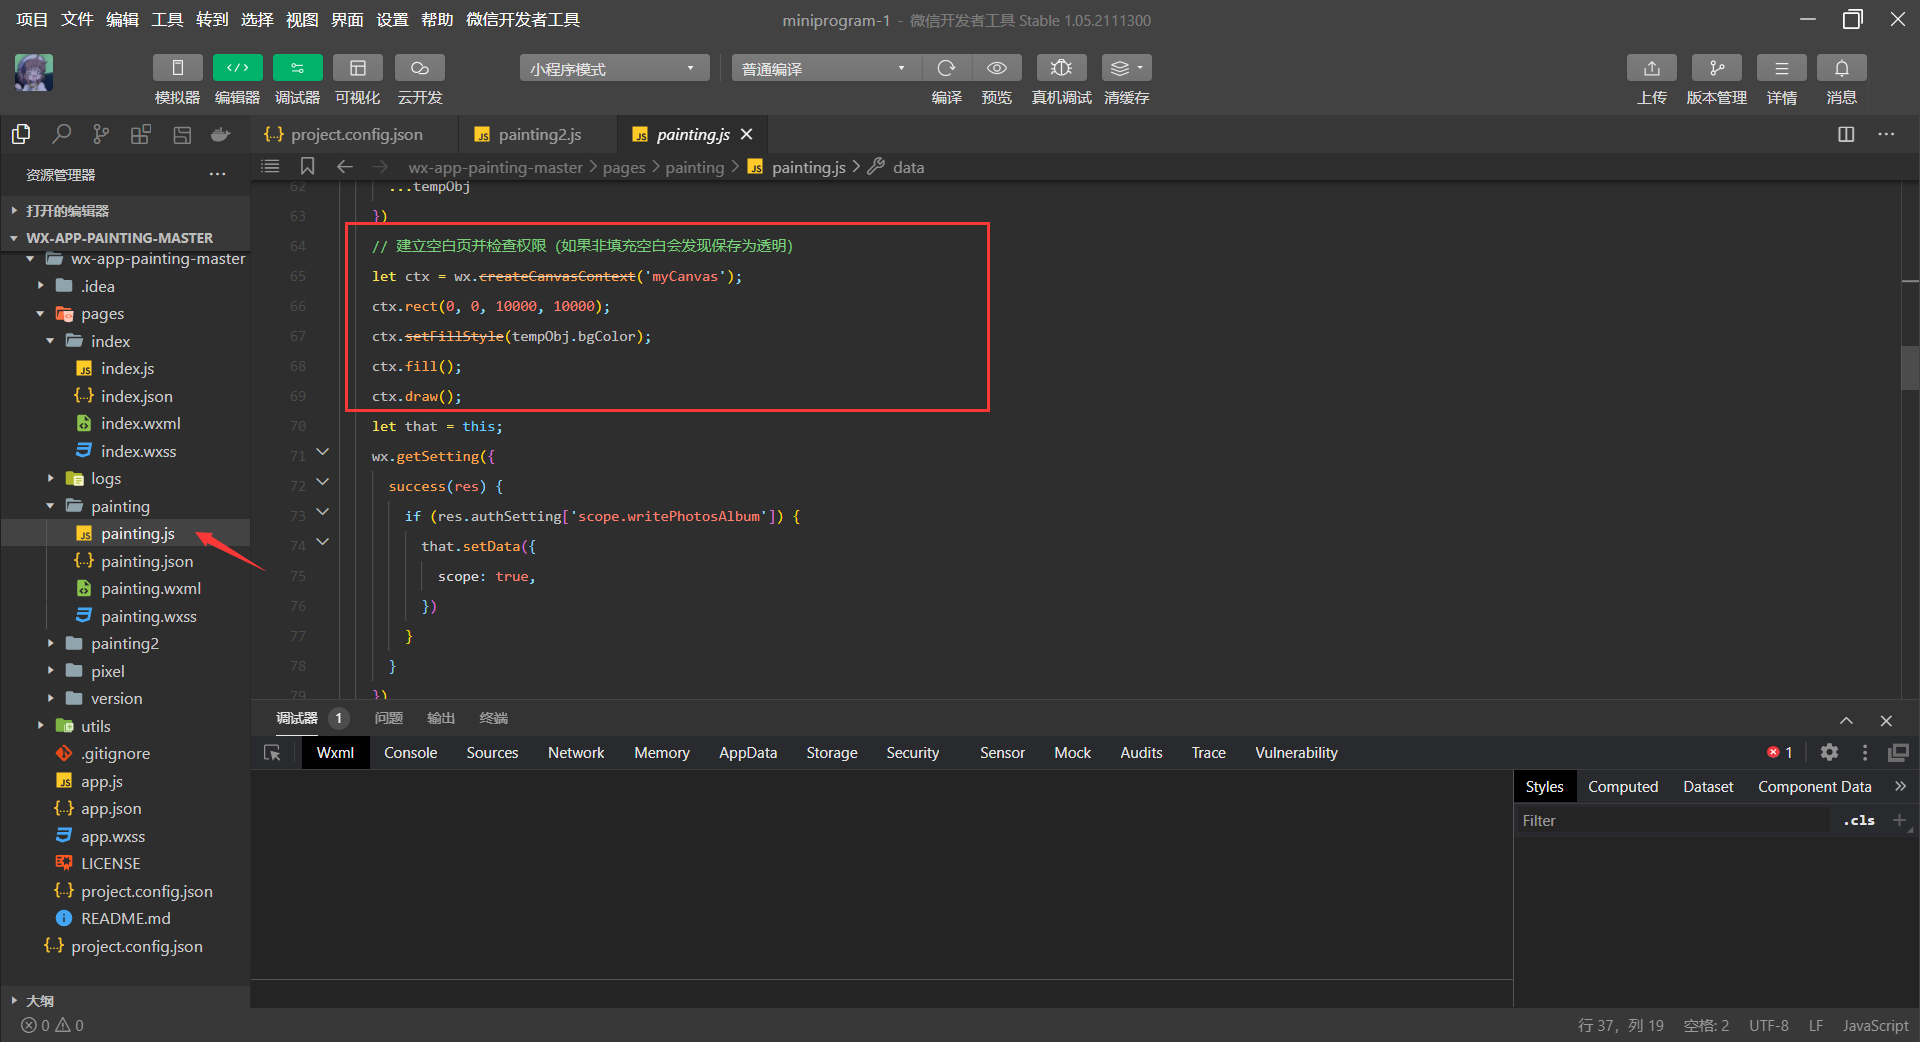 项目 文件 编辑 工具 转到 选择 视图 界面 设置 帮助 微信开发者工具
miniprogram-1 - 微信开发者工具 Stable 1.05.2111300
小程序模式
普通编译
模拟器 编辑器 调试器 可视化 云开发
编译 预览 真机调试 清缓存
上传 版本管理 详情 消息
project.config.json
painting2.js
painting.js
资源管理器
wx-app-painting-master > pages > painting > painting.js > data
打开的编辑器
WX-APP-PAINTING-MASTER
wx-app-painting-master
.idea
pages
index
index.js
index.json
index.wxml
index.wxss
logs
painting
painting.js
painting.json
painting.wxml
painting.wxss
painting2
pixel
version
utils
.gitignore
app.js
app.json
app.wxss
LICENSE
project.config.json
README.md
project.config.json
大纲
62 ...tempObj
63 })
64 // 建立空白页并检查权限 (如果非填充空白会发现保存为透明)
65 let ctx = wx.createCanvasContext('myCanvas');
66 ctx.rect(0, 0, 10000, 10000);
67 ctx.setFillStyle(tempObj.bgColor);
68 ctx.fill();
69 ctx.draw();
70 let that = this;
71 wx.getSetting({
72 success(res) {
73 if (res.authSetting['scope.writePhotosAlbum']) {
74 that.setData({
75 scope: true,
76 })
77 }
78 }
79 })
调试器 1 问题 输出 终端
Wxml Console Sources Network Memory AppData Storage Security Sensor Mock Audits Trace Vulnerability
1
Styles Computed Dataset Component Data »
Filter
.cls +
0 0
行 37, 列 19 空格: 2 UTF-8 LF JavaScript